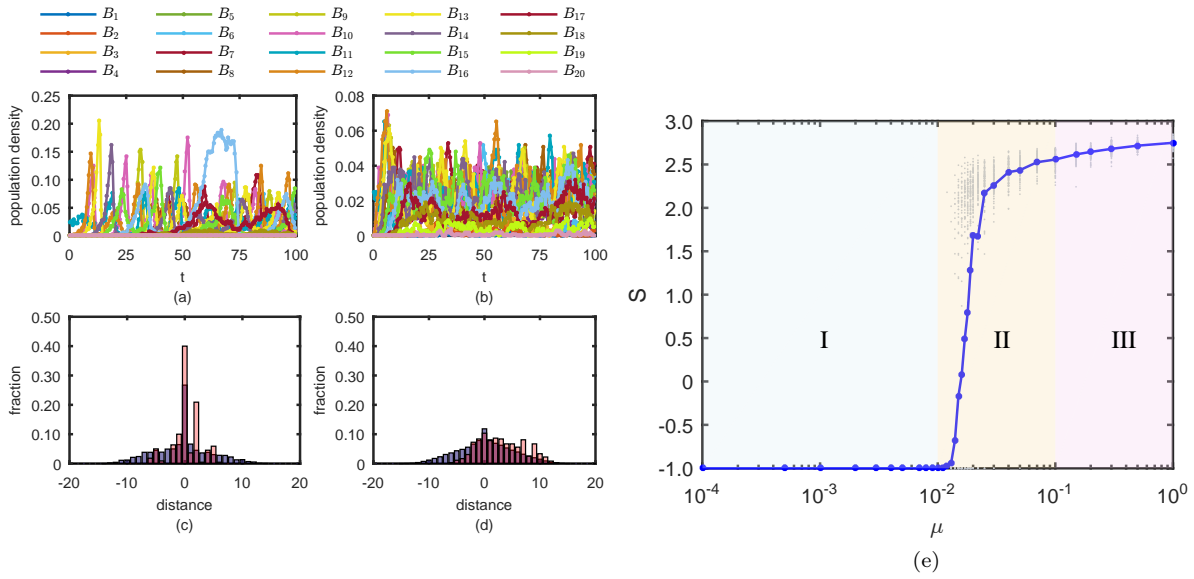 B1 B5 B9 B13 B17
B2 B6 B10 B14 B18
B3 B7 B11 B15 B19
B4 B8 B12 B16 B20
population density
0.25
0.20
0.15
0.10
0.05
0
0 25 50 75 100
t
(a)
population density
0.08
0.06
0.04
0.02
0
0 25 50 75 100
t
(b)
fraction
0.50
0.40
0.30
0.20
0.10
0
-20 -10 0 10 20
distance
(c)
fraction
0.50
0.40
0.30
0.20
0.10
0
-20 -10 0 10 20
distance
(d)
S
3.0
2.5
2.0
1.5
1.0
0.5
0
-0.5
-1.0
I II III
10^-4 10^-3 10^-2 10^-1 10^0
μ
(e)